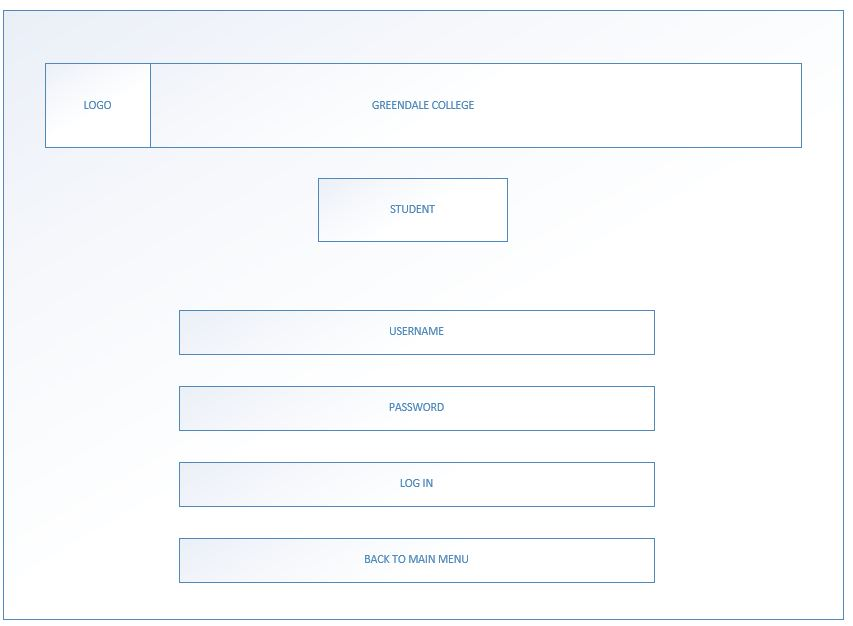 LOGO
GREENDALE COLLEGE
STUDENT
USERNAME
PASSWORD
LOG IN
BACK TO MAIN MENU